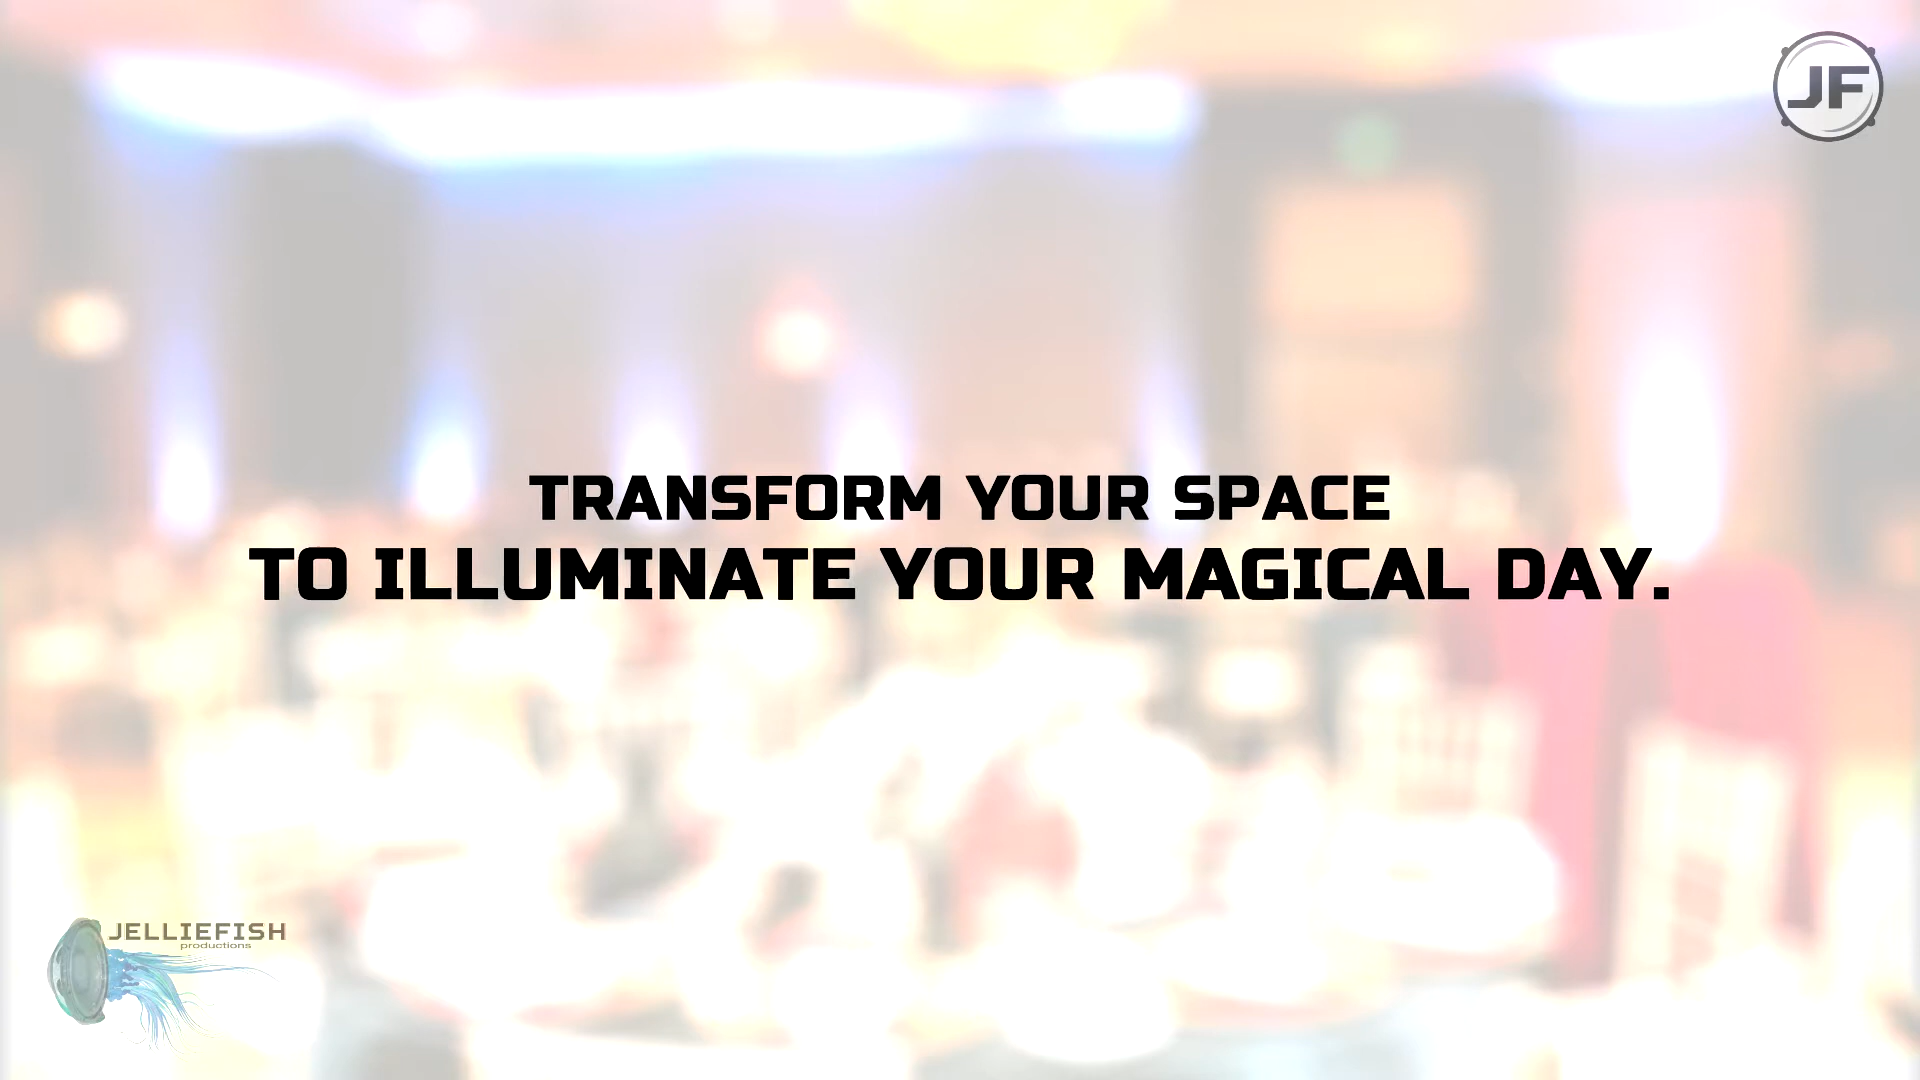 JF
TRANSFORM YOUR SPACE
TO ILLUMINATE YOUR MAGICAL DAY.
JELLIEFISH
productions